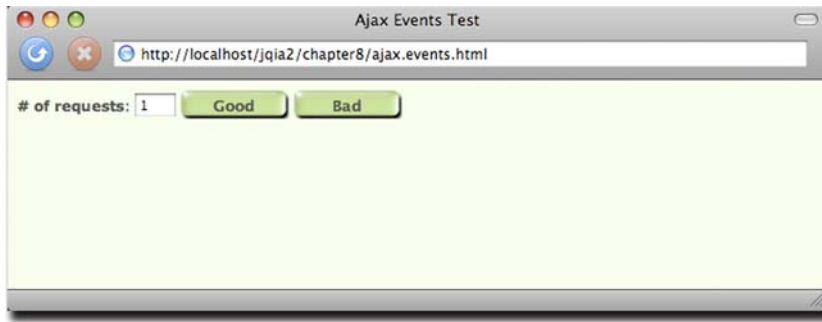 Ajax Events Test
http://localhost/jqia2/chapter8/ajax.events.html
# of requests: 1 Good Bad